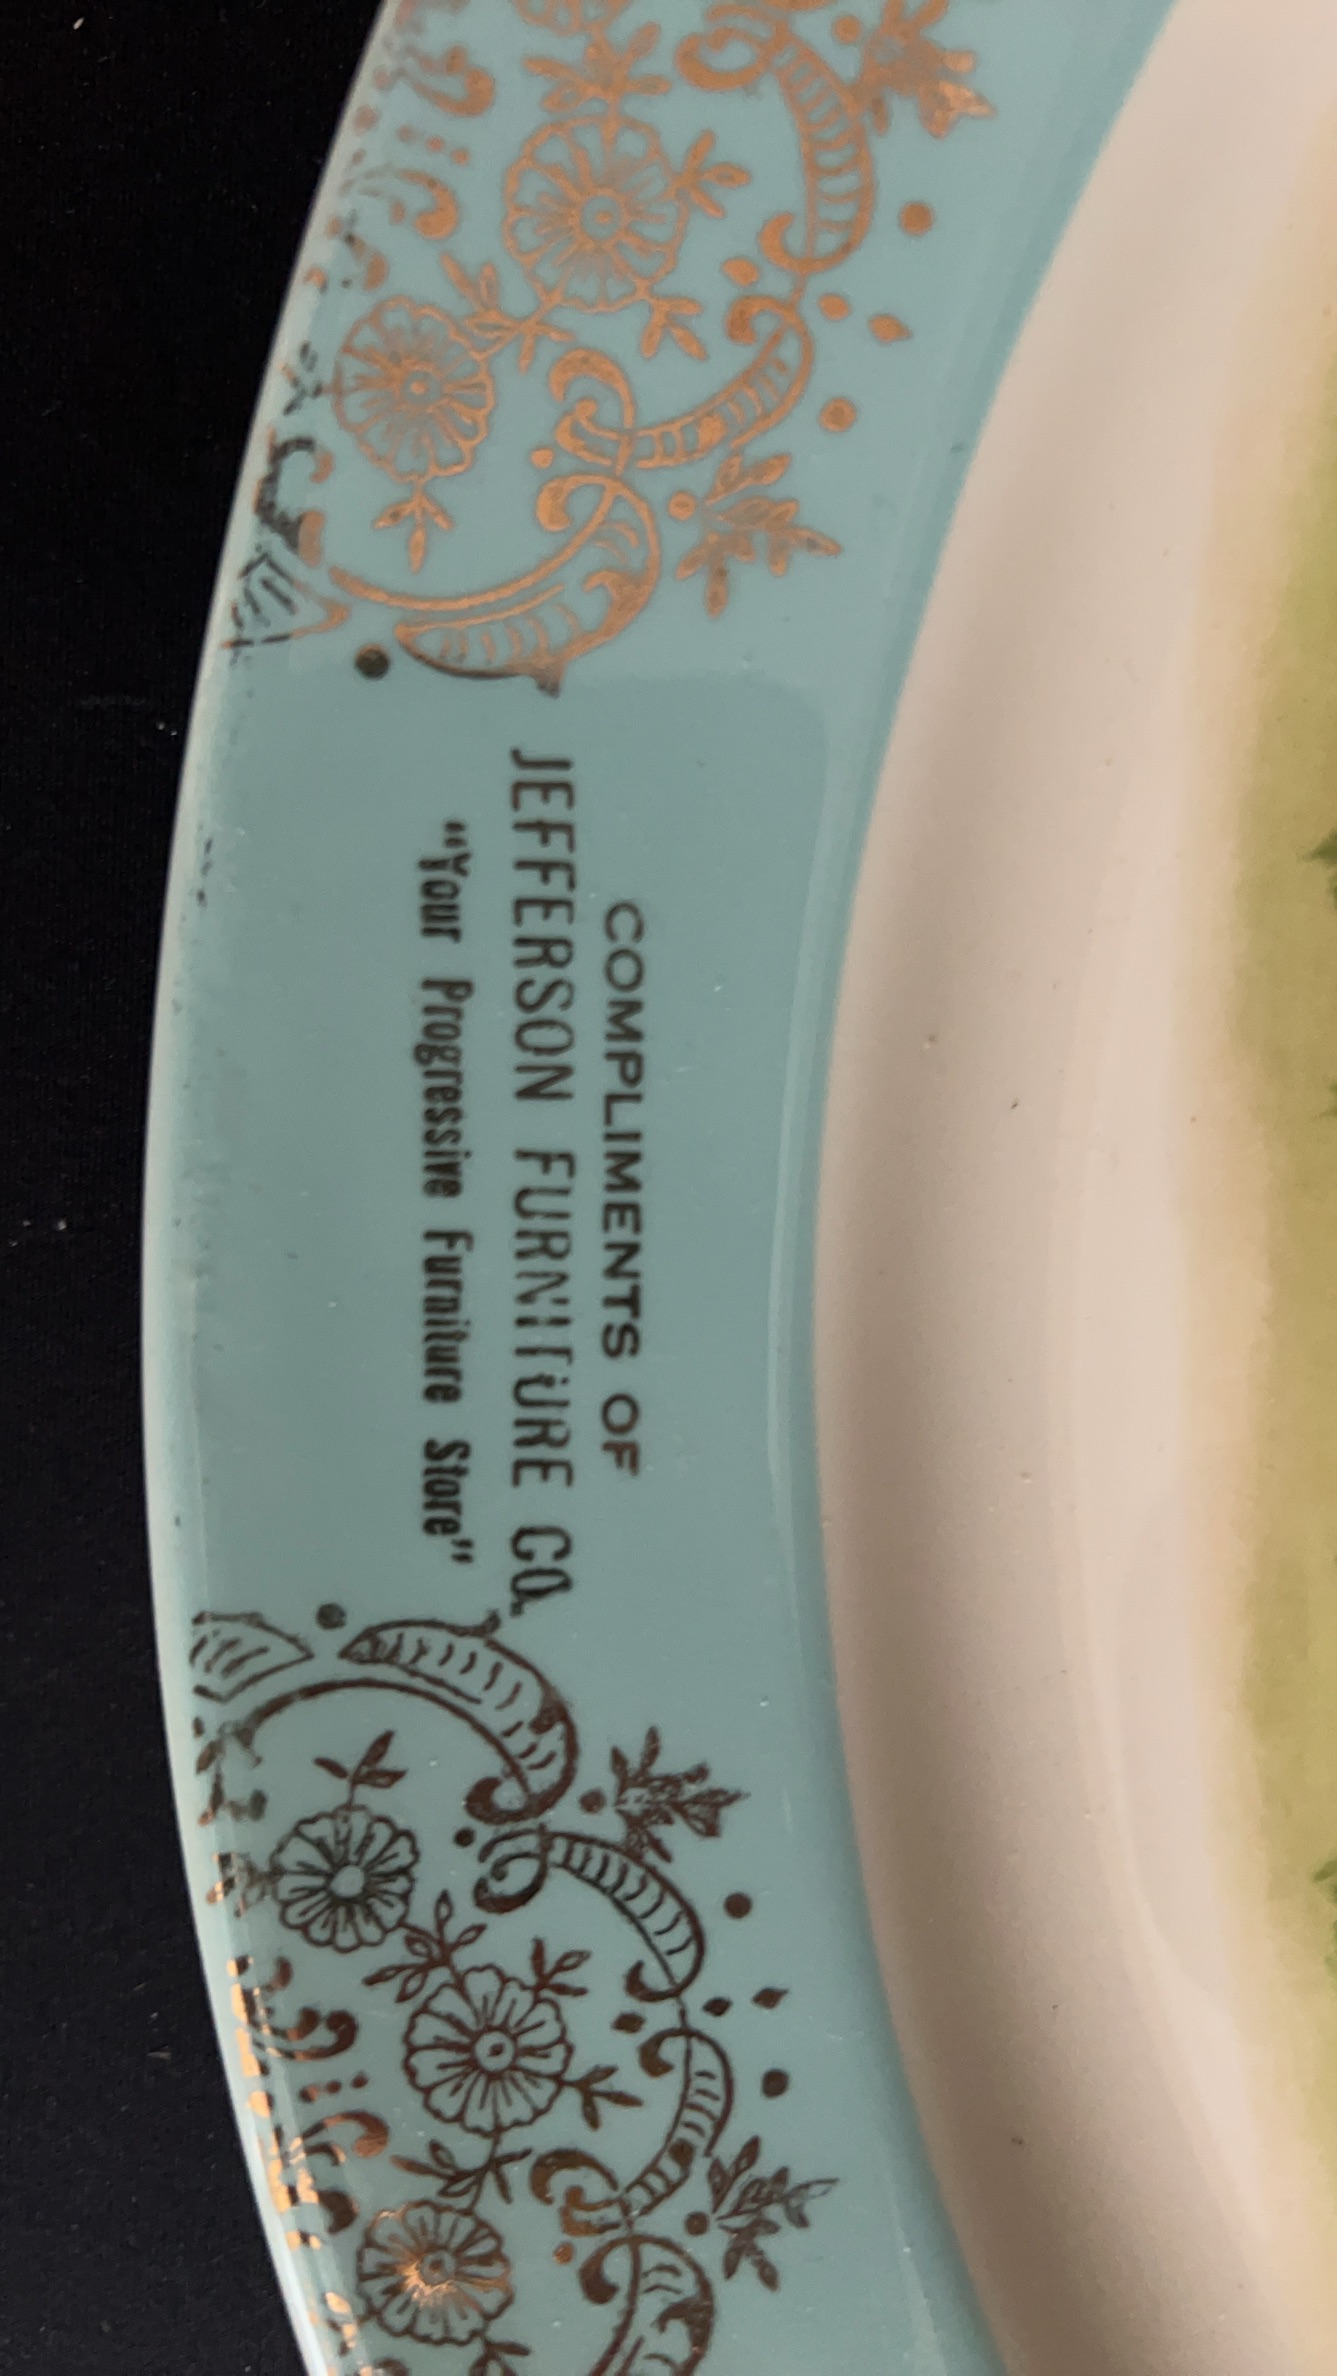 COMPLIMENTS OF
JEFFERSON FURNITURE CO.
"Your Progressive Furniture Store"